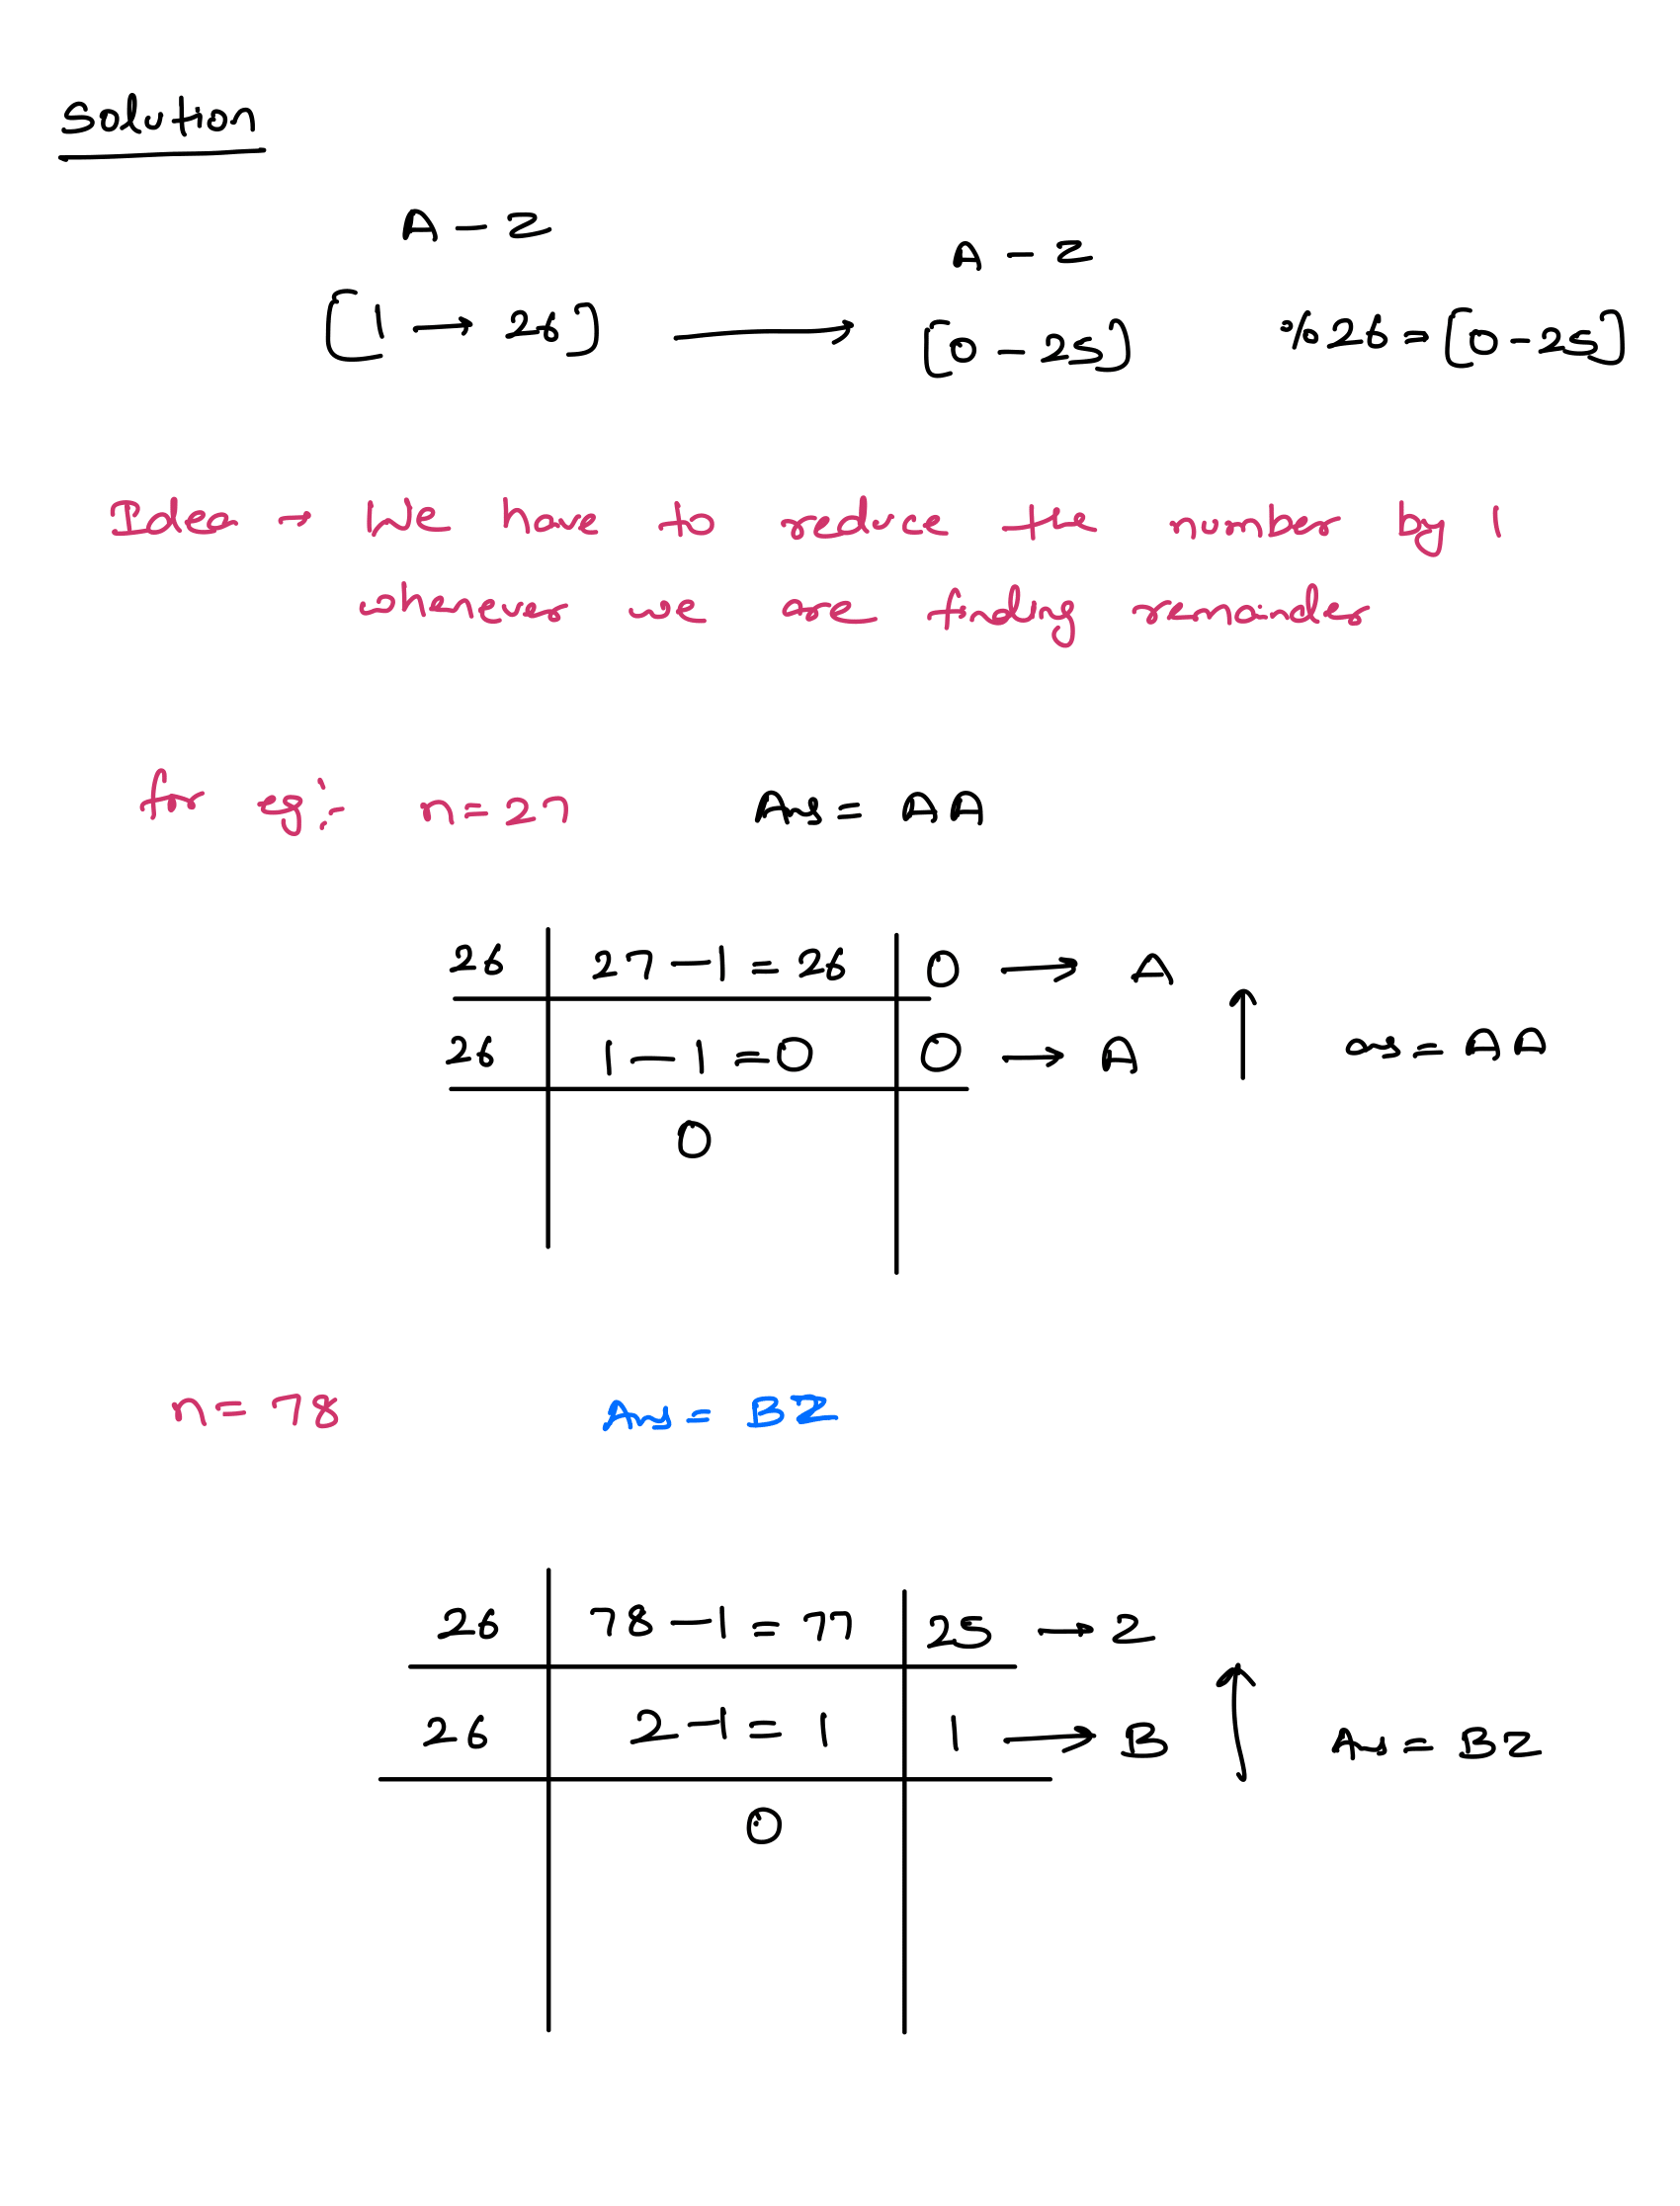 Solution
A - Z
[1 → 26] ⟶ A - Z [0 - 25] % 26 = [0 - 25]
Idea → We have to reduce the number by 1
whenever we are finding remainder
for eg:- n = 27 Ans = AA
26 | 27 - 1 = 26 | 0 → A
26 | 1 - 1 = 0 | 0 → A ↑ ans = AA
0
n = 78 Ans = BZ
26 | 78 - 1 = 77 | 25 → Z
26 | 2 - 1 = 1 | 1 → B ↑ Ans = BZ
0